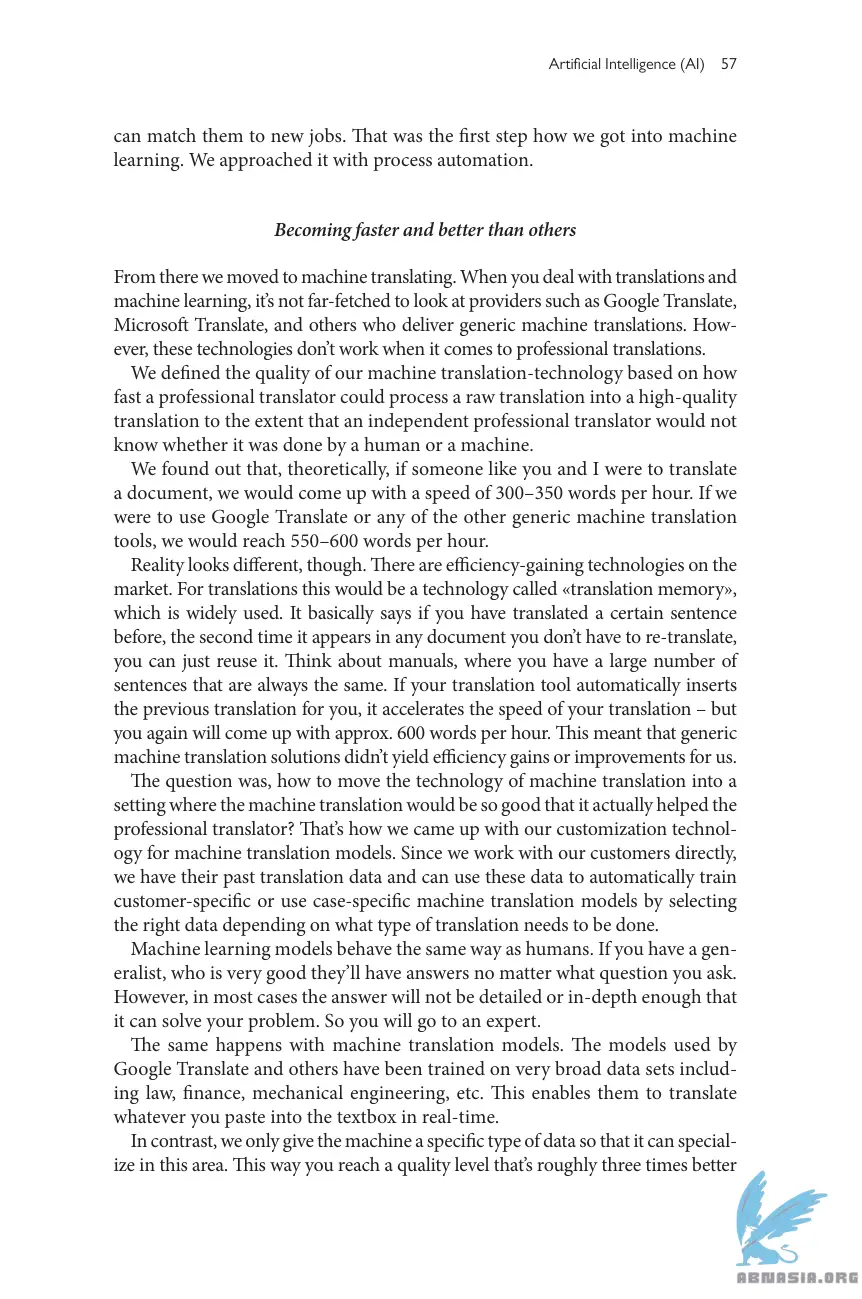 Artificial Intelligence (AI) 57
can match them to new jobs. That was the first step how we got into machine
learning. We approached it with process automation.
Becoming faster and better than others
From there we moved to machine translating. When you deal with translations and
machine learning, it's not far-fetched to look at providers such as Google Translate,
Microsoft Translate, and others who deliver generic machine translations. How-
ever, these technologies don't work when it comes to professional translations.
We defined the quality of our machine translation-technology based on how
fast a professional translator could process a raw translation into a high-quality
translation to the extent that an independent professional translator would not
know whether it was done by a human or a machine.
We found out that, theoretically, if someone like you and I were to translate
a document, we would come up with a speed of 300–350 words per hour. If we
were to use Google Translate or any of the other generic machine translation
tools, we would reach 550–600 words per hour.
Reality looks different, though. There are efficiency-gaining technologies on the
market. For translations this would be a technology called «translation memory»,
which is widely used. It basically says if you have translated a certain sentence
before, the second time it appears in any document you don't have to re-translate,
you can just reuse it. Think about manuals, where you have a large number of
sentences that are always the same. If your translation tool automatically inserts
the previous translation for you, it accelerates the speed of your translation – but
you again will come up with approx. 600 words per hour. This meant that generic
machine translation solutions didn't yield efficiency gains or improvements for us.
The question was, how to move the technology of machine translation into a
setting where the machine translation would be so good that it actually helped the
professional translator? That's how we came up with our customization technol-
ogy for machine translation models. Since we work with our customers directly,
we have their past translation data and can use these data to automatically train
customer-specific or use case-specific machine translation models by selecting
the right data depending on what type of translation needs to be done.
Machine learning models behave the same way as humans. If you have a gen-
eralist, who is very good they'll have answers no matter what question you ask.
However, in most cases the answer will not be detailed or in-depth enough that
it can solve your problem. So you will go to an expert.
The same happens with machine translation models. The models used by
Google Translate and others have been trained on very broad data sets includ-
ing law, finance, mechanical engineering, etc. This enables them to translate
whatever you paste into the textbox in real-time.
In contrast, we only give the machine a specific type of data so that it can special-
ize in this area. This way you reach a quality level that's roughly three times better
ABNASIA.ORG